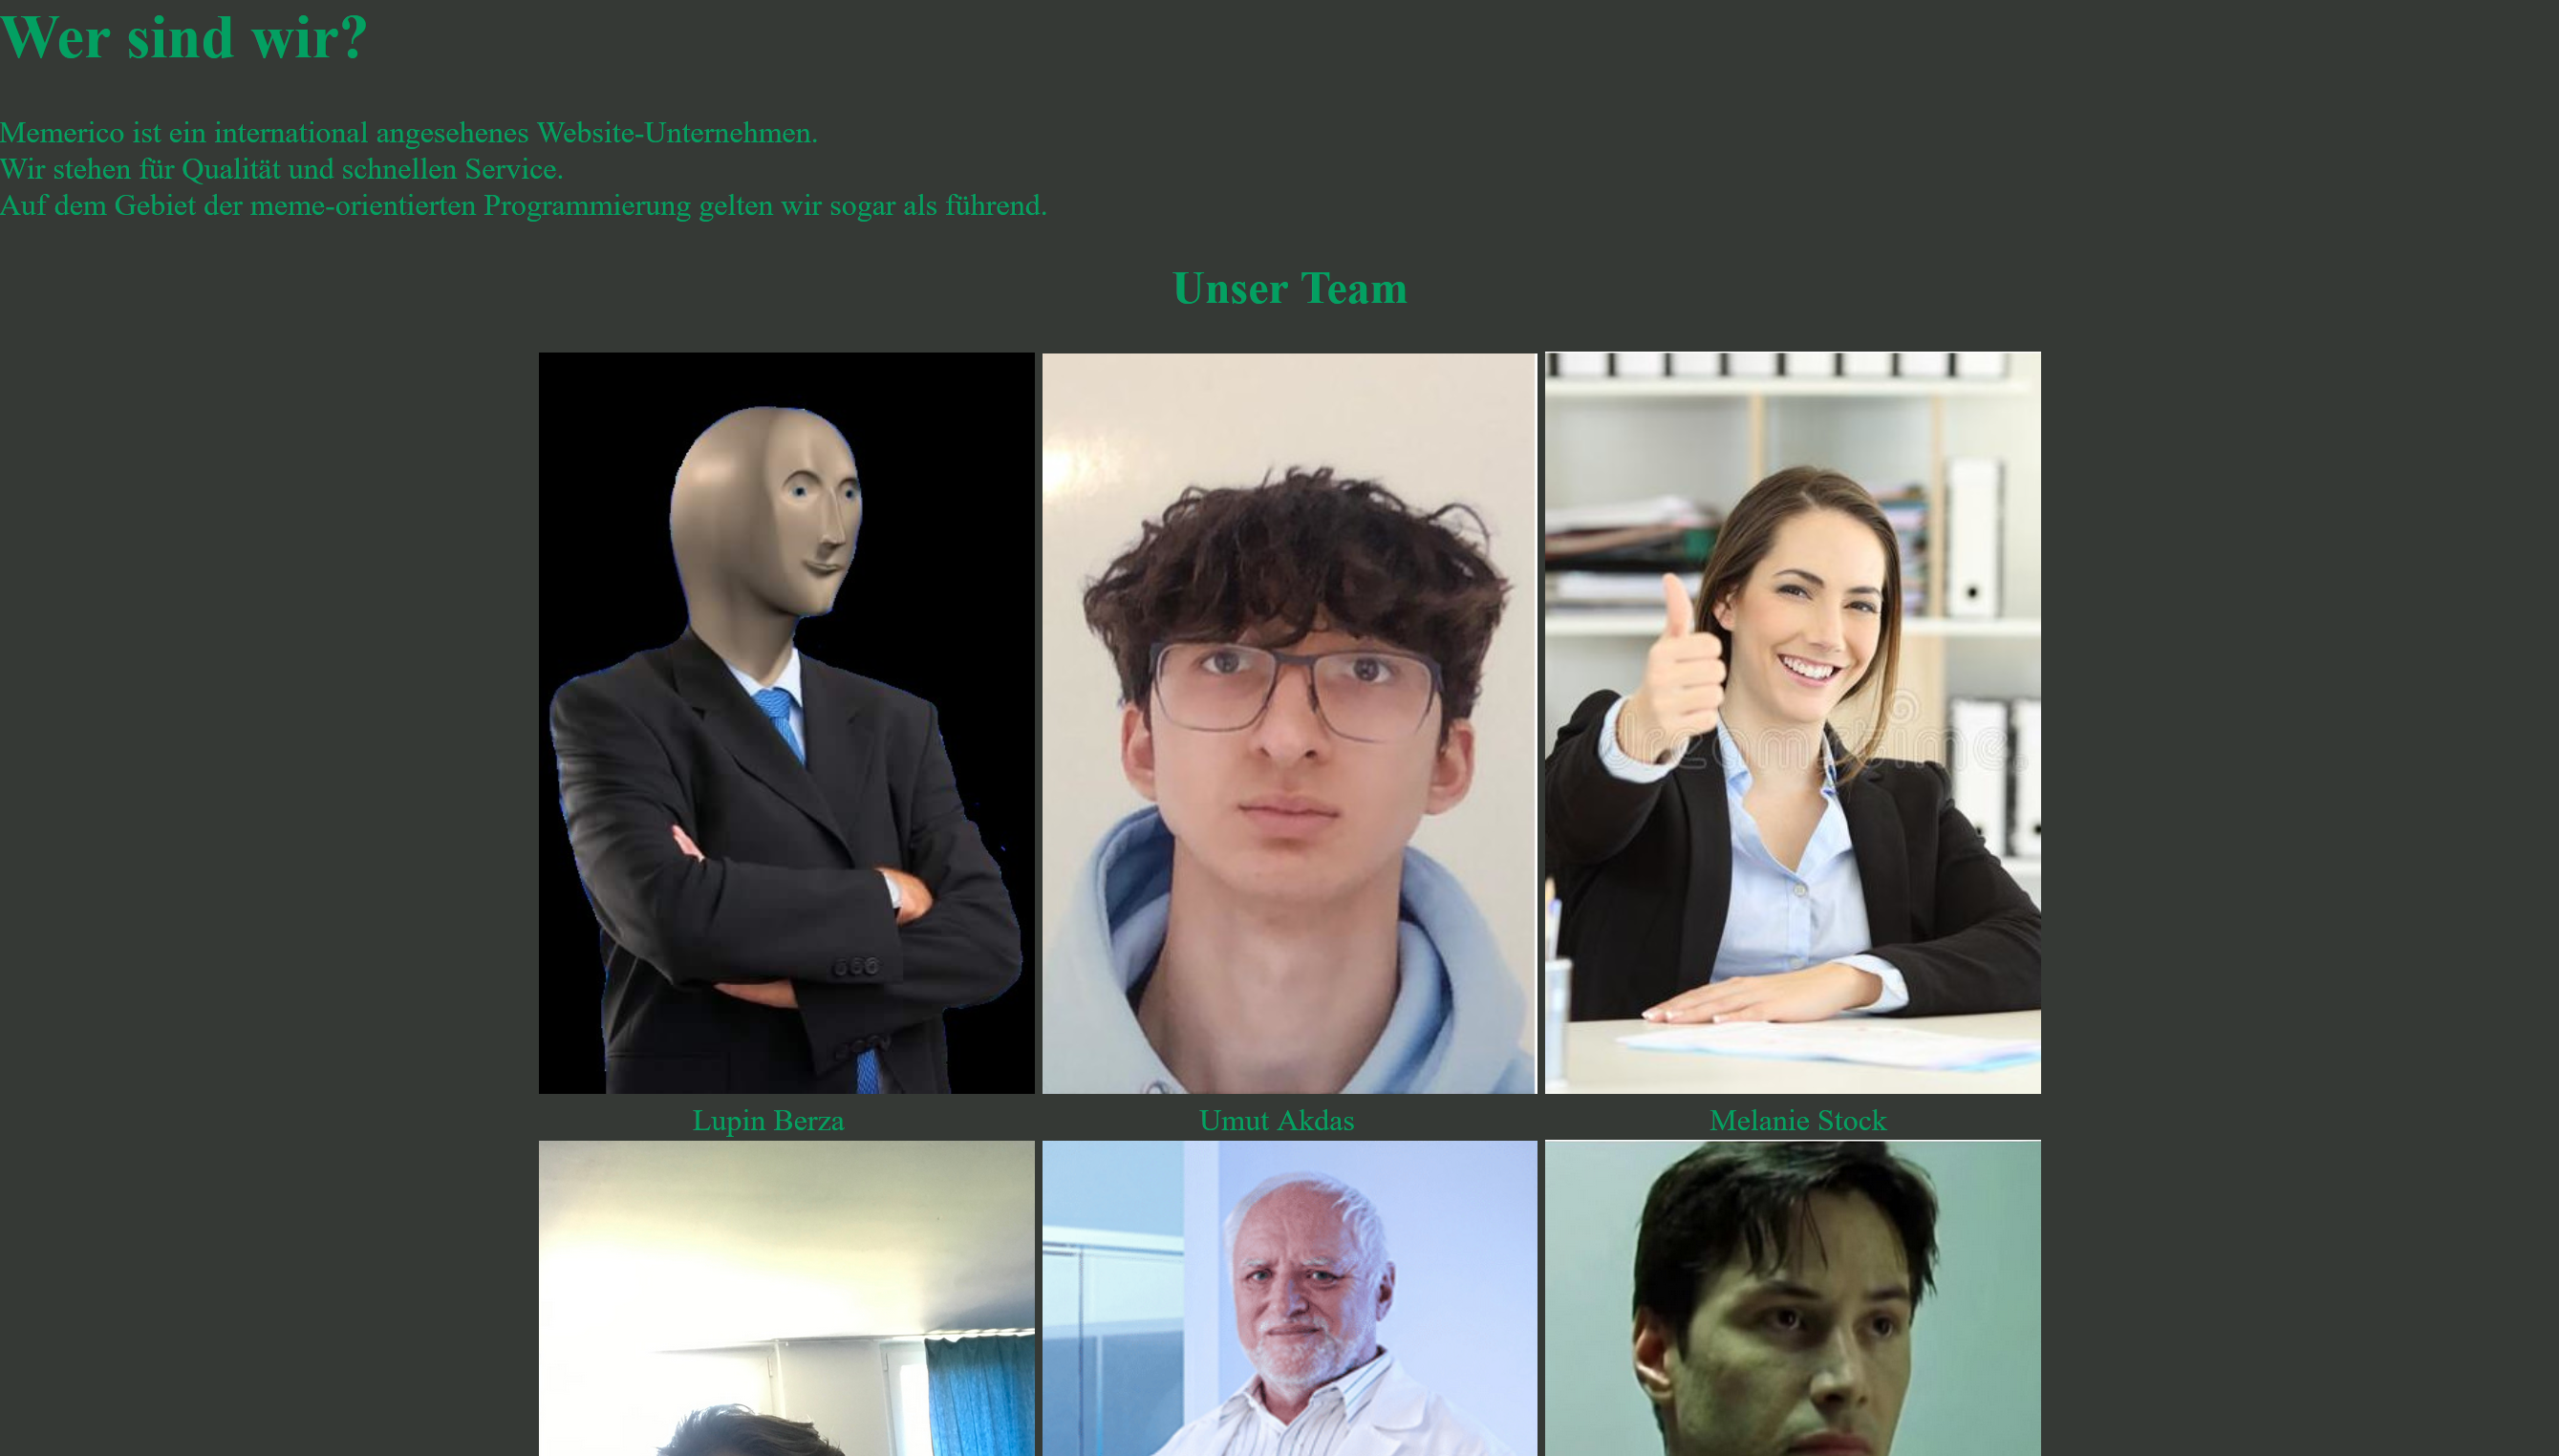 Wer sind wir?
Memerico ist ein international angesehenes Website-Unternehmen.
Wir stehen für Qualität und schnellen Service.
Auf dem Gebiet der meme-orientierten Programmierung gelten wir sogar als führend.
Unser Team
dreamstime.
Lupin Berza
Umut Akdas
Melanie Stock